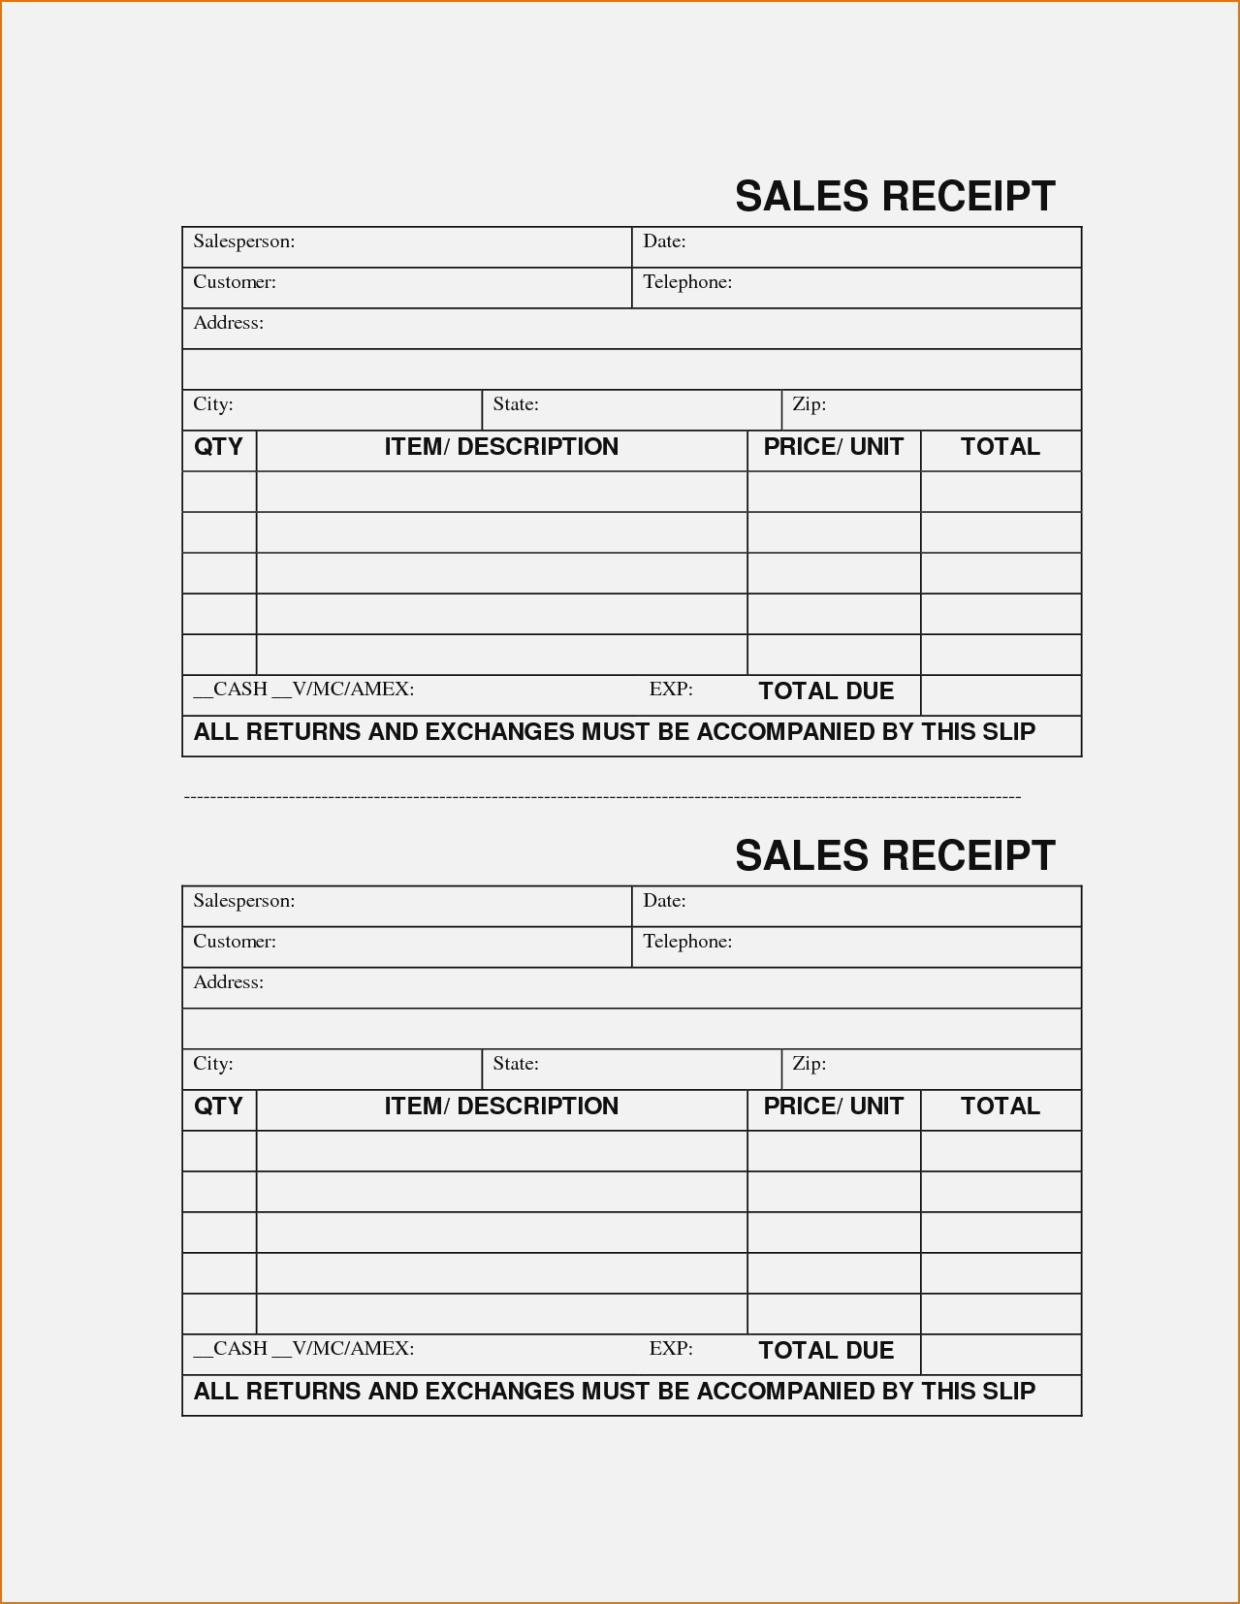 SALES RECEIPT
Salesperson: Date:
Customer: Telephone:
Address:
City: State: Zip:
QTY ITEM/ DESCRIPTION PRICE/ UNIT TOTAL
__CASH __V/MC/AMEX: EXP: TOTAL DUE
ALL RETURNS AND EXCHANGES MUST BE ACCOMPANIED BY THIS SLIP
SALES RECEIPT
Salesperson: Date:
Customer: Telephone:
Address:
City: State: Zip:
QTY ITEM/ DESCRIPTION PRICE/ UNIT TOTAL
__CASH __V/MC/AMEX: EXP: TOTAL DUE
ALL RETURNS AND EXCHANGES MUST BE ACCOMPANIED BY THIS SLIP